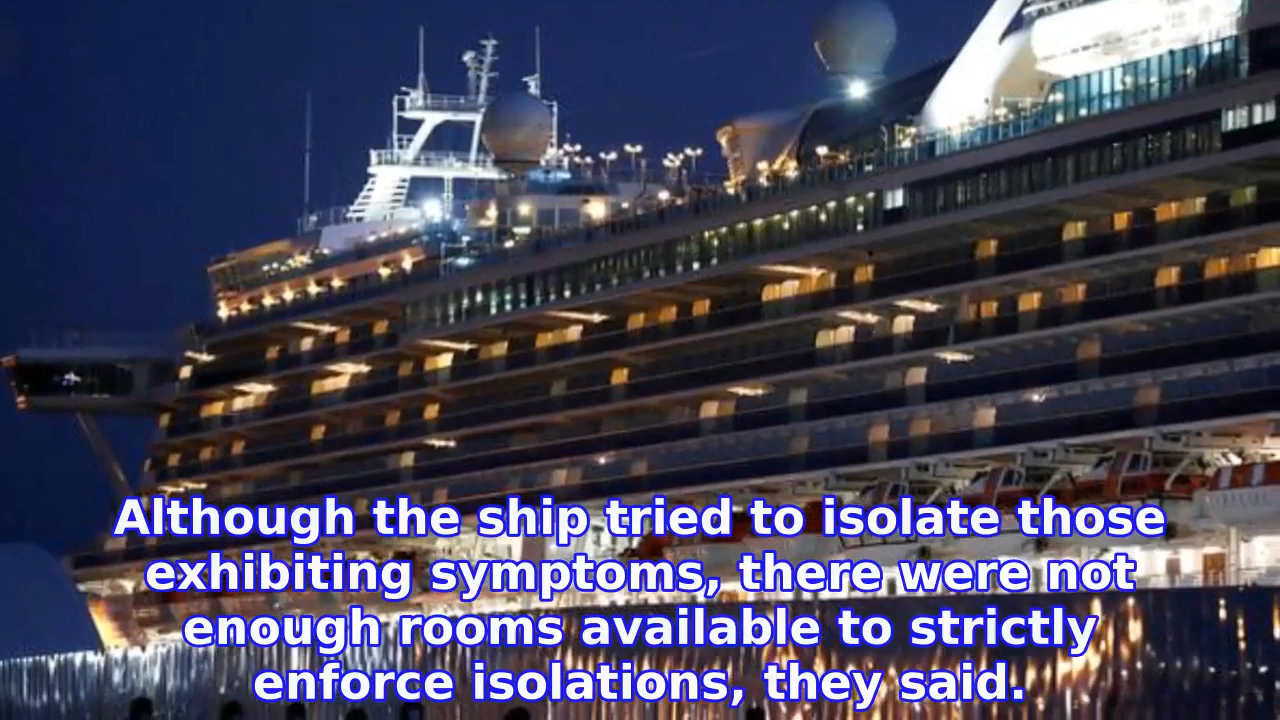 Although the ship tried to isolate those
exhibiting symptoms, there were not
enough rooms available to strictly
enforce isolations, they said.